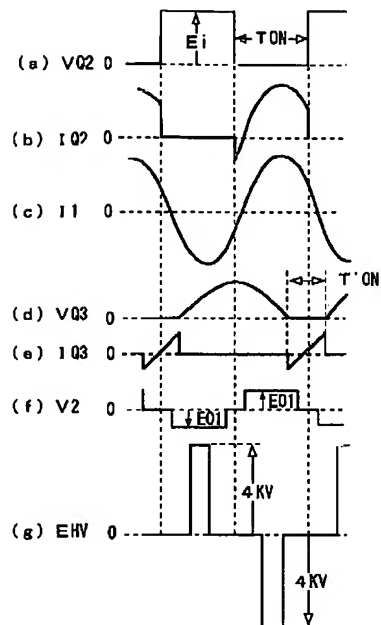 Ei
TON
(a) VQ2 0
(b) IQ2 0
(c) I1 0
T'ON
(d) VQ3 0
(e) IQ3 0
(f) V2 0
EO1
EO1
4KV
(g) EHV 0
4KV